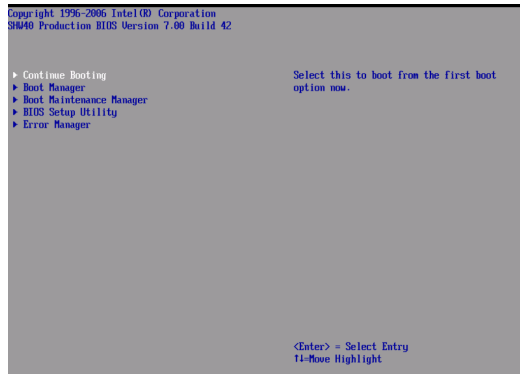 Copyright 1996-2006 Intel(R) Corporation
SHW40 Production BIOS Version 7.00 Build 42
▶ Continue Booting
▶ Boot Manager
▶ Boot Maintenance Manager
▶ BIOS Setup Utility
▶ Error Manager
Select this to boot from the first boot
option now.
<Enter> = Select Entry
↑↓=Move Highlight